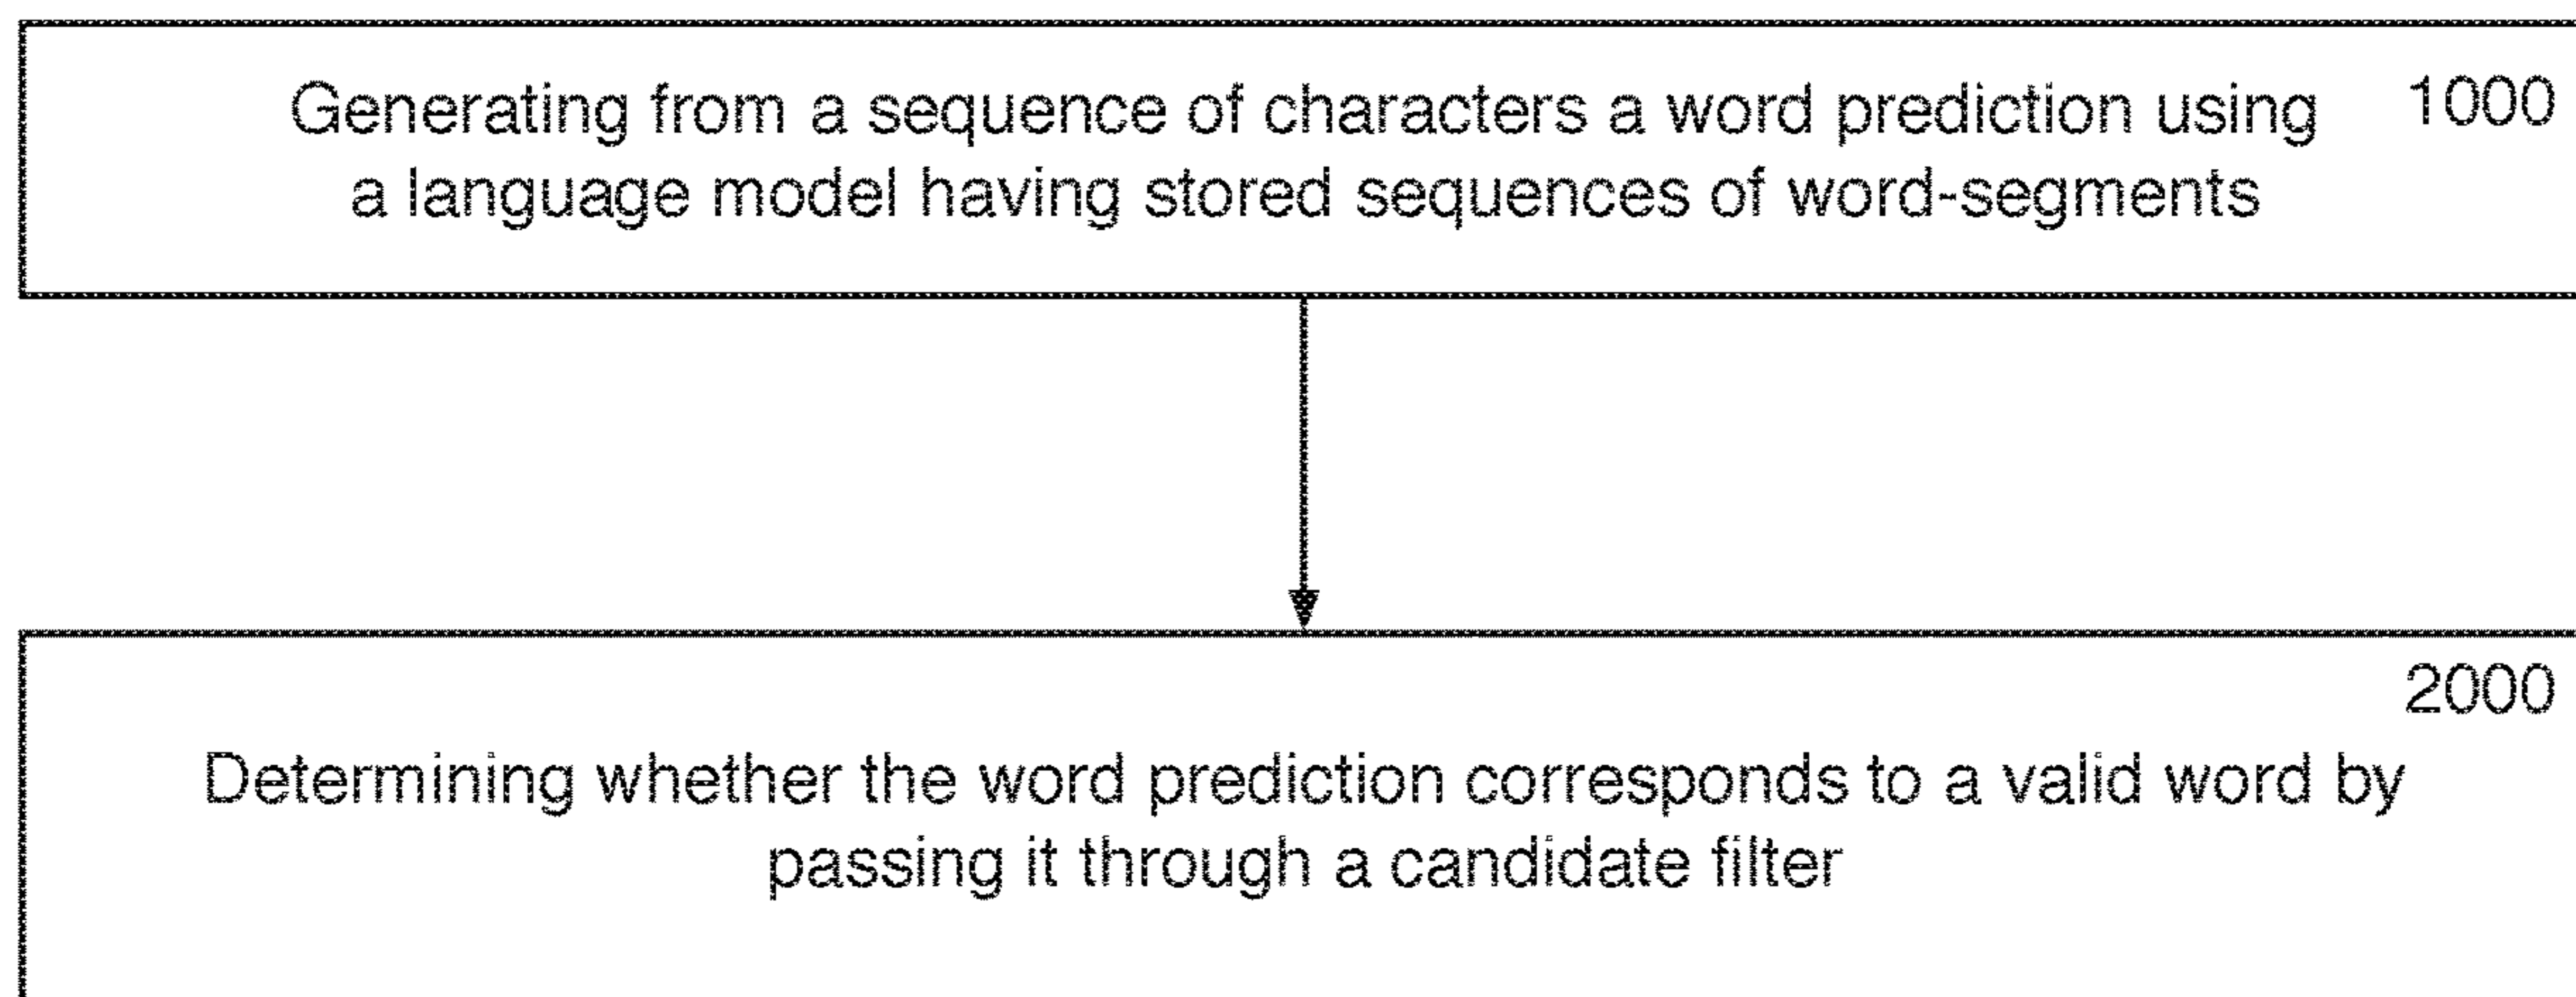 Generating from a sequence of characters a word prediction using 1000
a language model having stored sequences of word-segments
2000
Determining whether the word prediction corresponds to a valid word by
passing it through a candidate filter